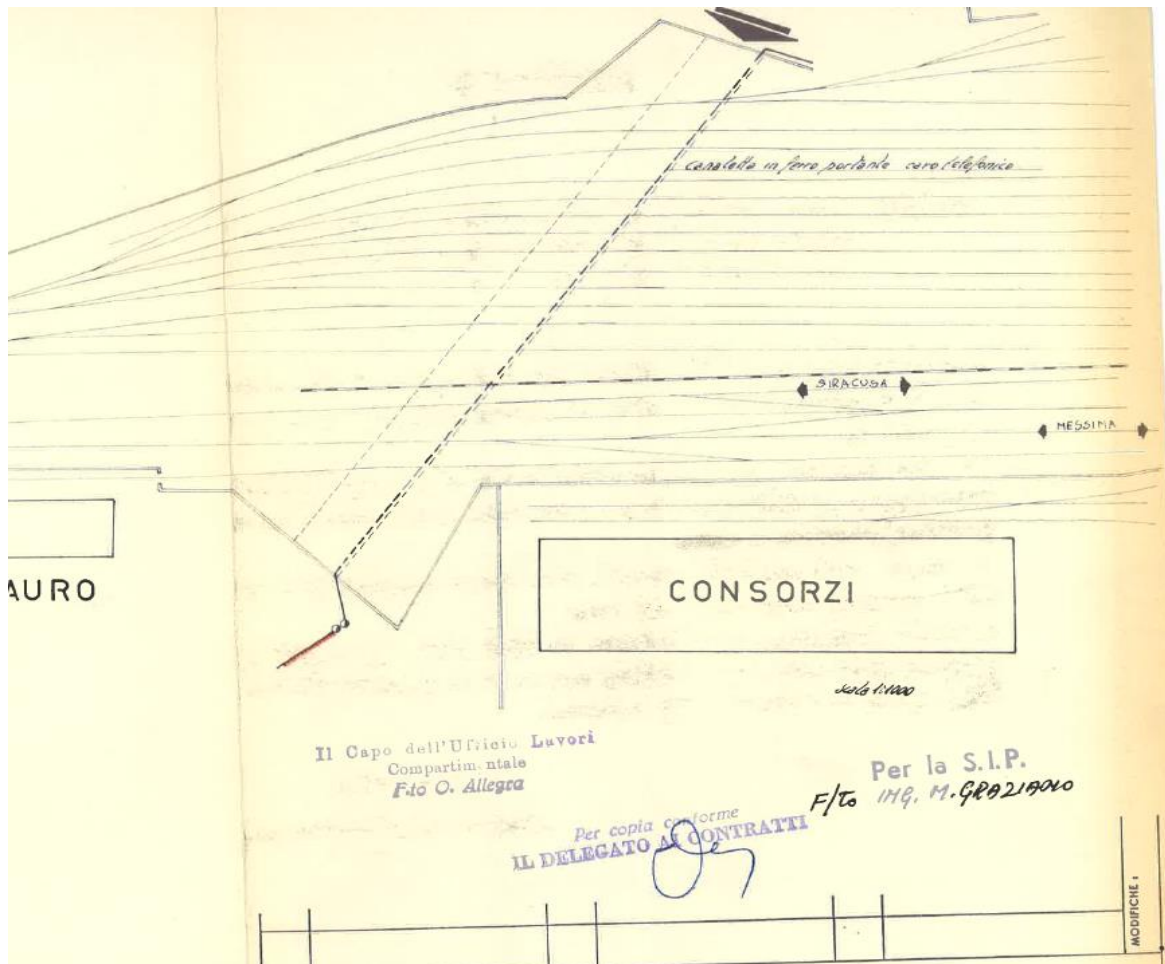 canaletta in ferro portante cavo telefonico
SIRACUSA
MESSINA
AURO
CONSORZI
scala 1:1000
Il Capo dell'Ufficio Lavori
Compartimentale
F.to O. Allegra
Per la S.I.P.
F/to ING. M. GRAZIANO
Per copia conforme
IL DELEGATO AI CONTRATTI
MODIFICHE: